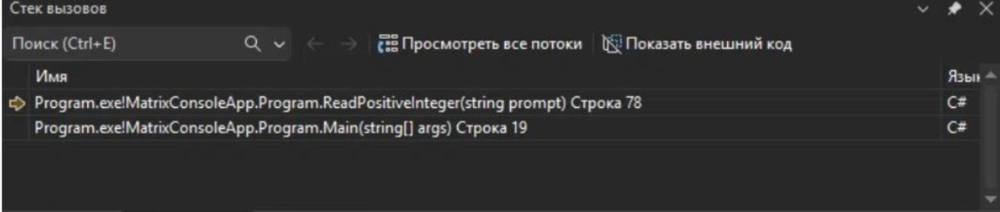 Стек вызовов
Поиск (Ctrl+E) Просмотреть все потоки Показать внешний код
Имя Язык
Program.exe!MatrixConsoleApp.Program.ReadPositiveInteger(string prompt) Строка 78 C#
Program.exe!MatrixConsoleApp.Program.Main(string[] args) Строка 19 C#